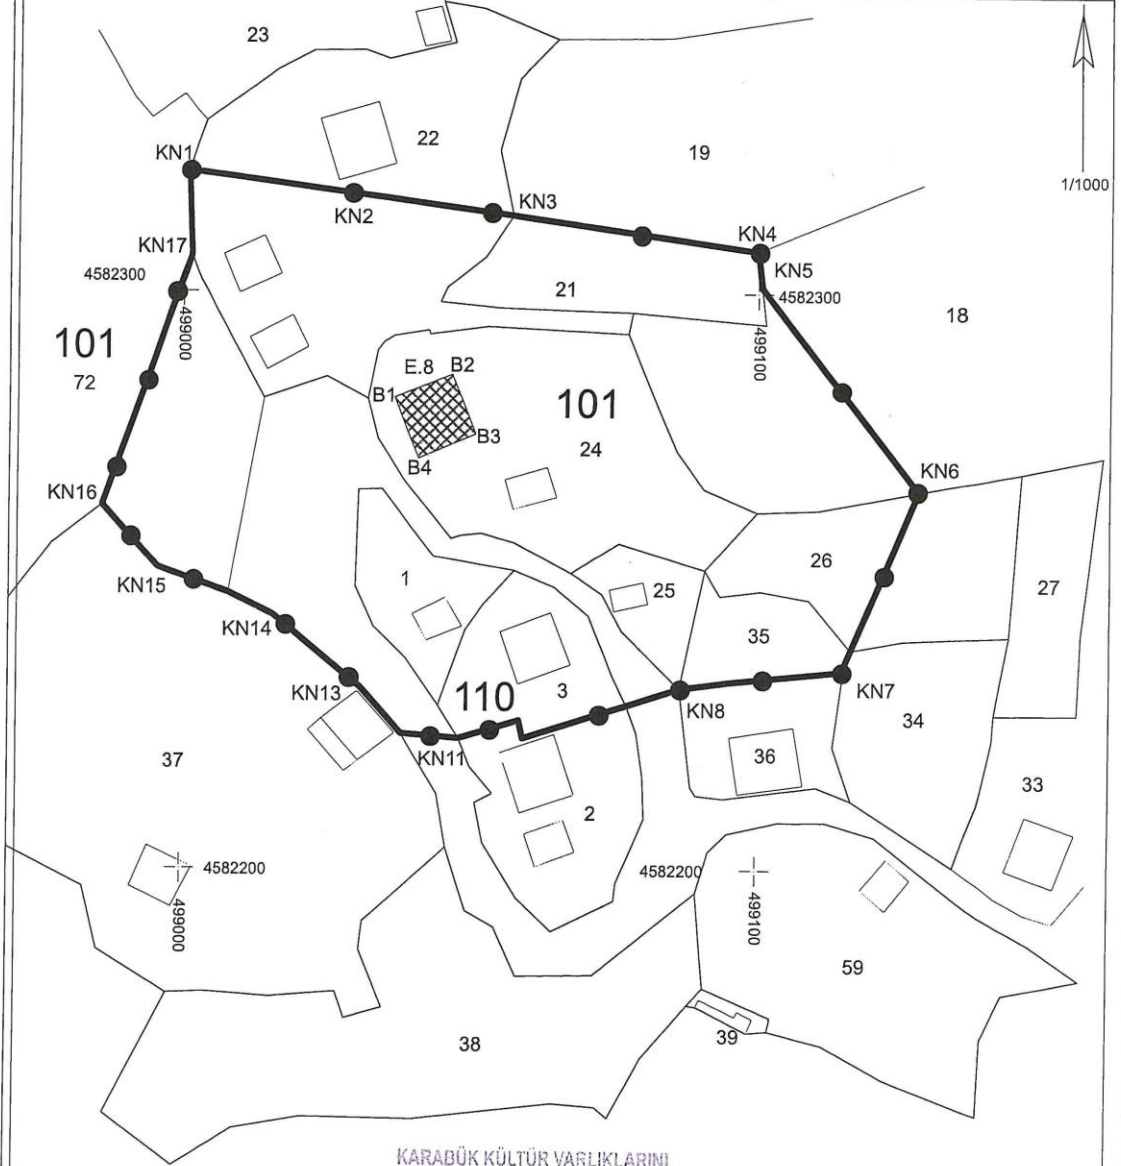 23
22
19
1/1000
KN1
KN2
KN3
KN4
KN17
KN5
4582300
499000
21
4582300
499100
18
101
72
E.8
B1
B2
B3
B4
101
24
KN16
KN6
KN15
1
25
26
27
KN14
35
KN13
110
3
KN8
KN7
34
KN11
37
36
33
2
4582200
499000
4582200
499100
59
38
39
KARABÜK KÜLTÜR VARLIKLARINI